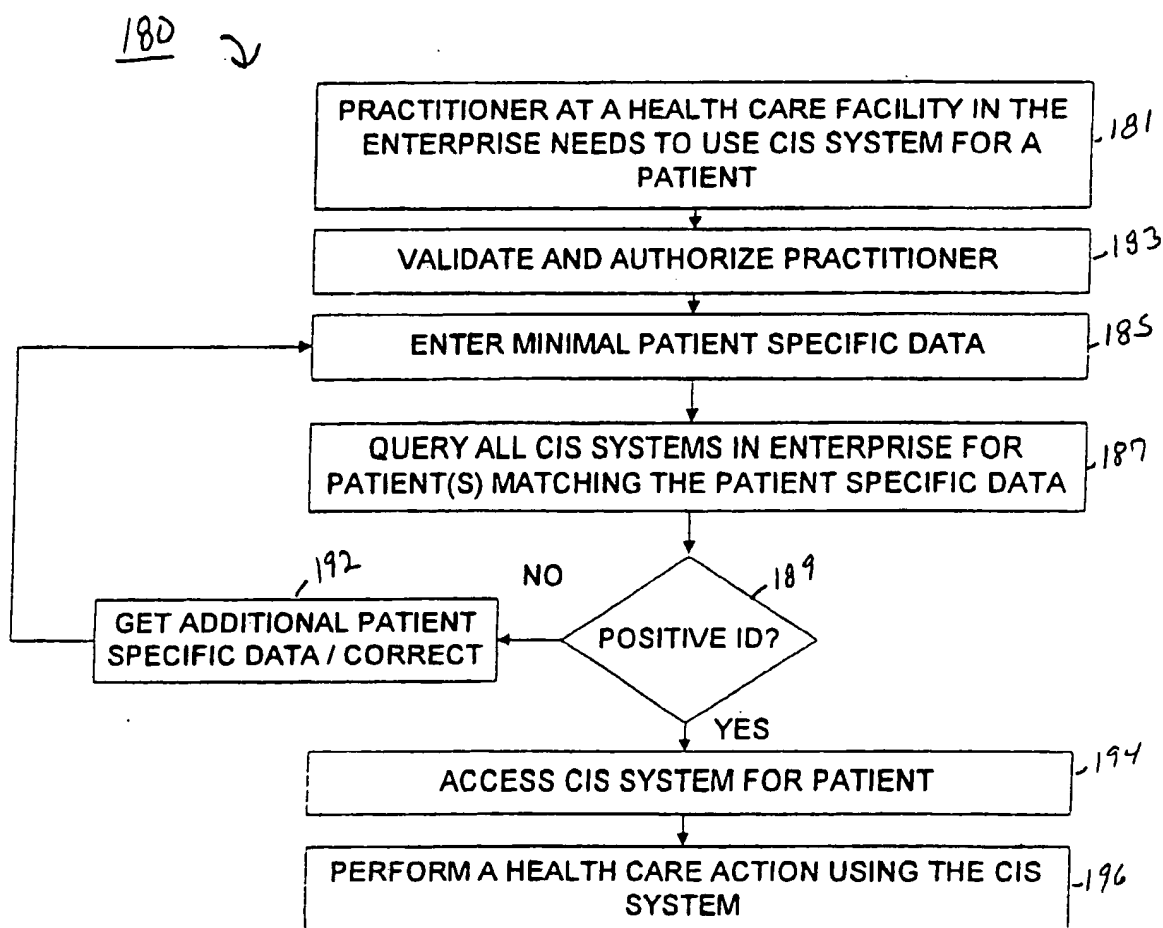 180
PRACTITIONER AT A HEALTH CARE FACILITY IN THE
ENTERPRISE NEEDS TO USE CIS SYSTEM FOR A
PATIENT
181
VALIDATE AND AUTHORIZE PRACTITIONER
183
ENTER MINIMAL PATIENT SPECIFIC DATA
185
QUERY ALL CIS SYSTEMS IN ENTERPRISE FOR
PATIENT(S) MATCHING THE PATIENT SPECIFIC DATA
187
192
NO
189
GET ADDITIONAL PATIENT
SPECIFIC DATA / CORRECT
POSITIVE ID?
YES
ACCESS CIS SYSTEM FOR PATIENT
194
PERFORM A HEALTH CARE ACTION USING THE CIS
SYSTEM
196